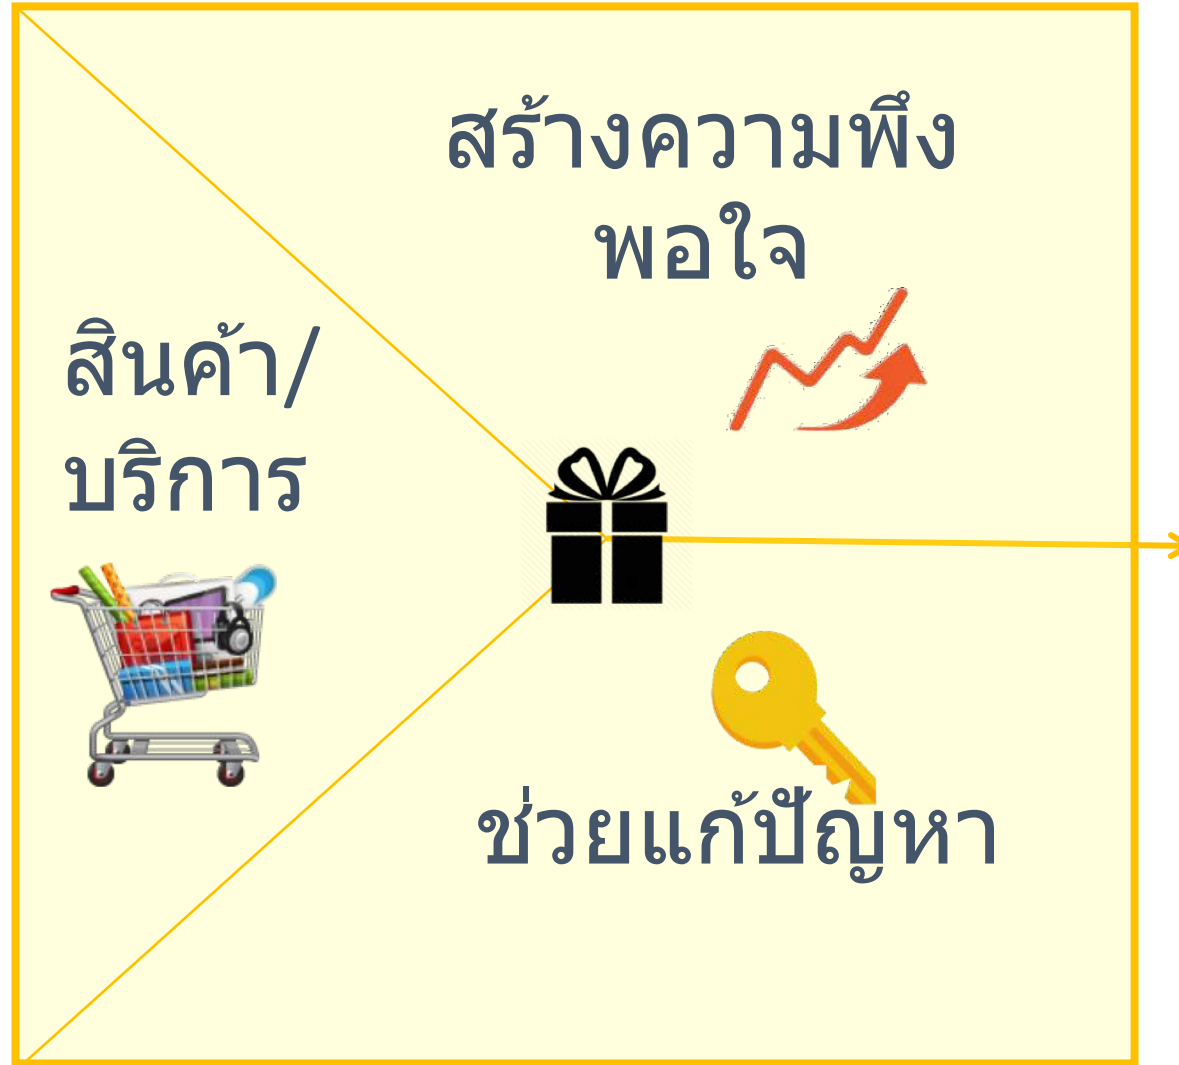 สร้างความพึง
พอใจ
สินค้า/
บริการ
ช่วยแก้ปัญหา